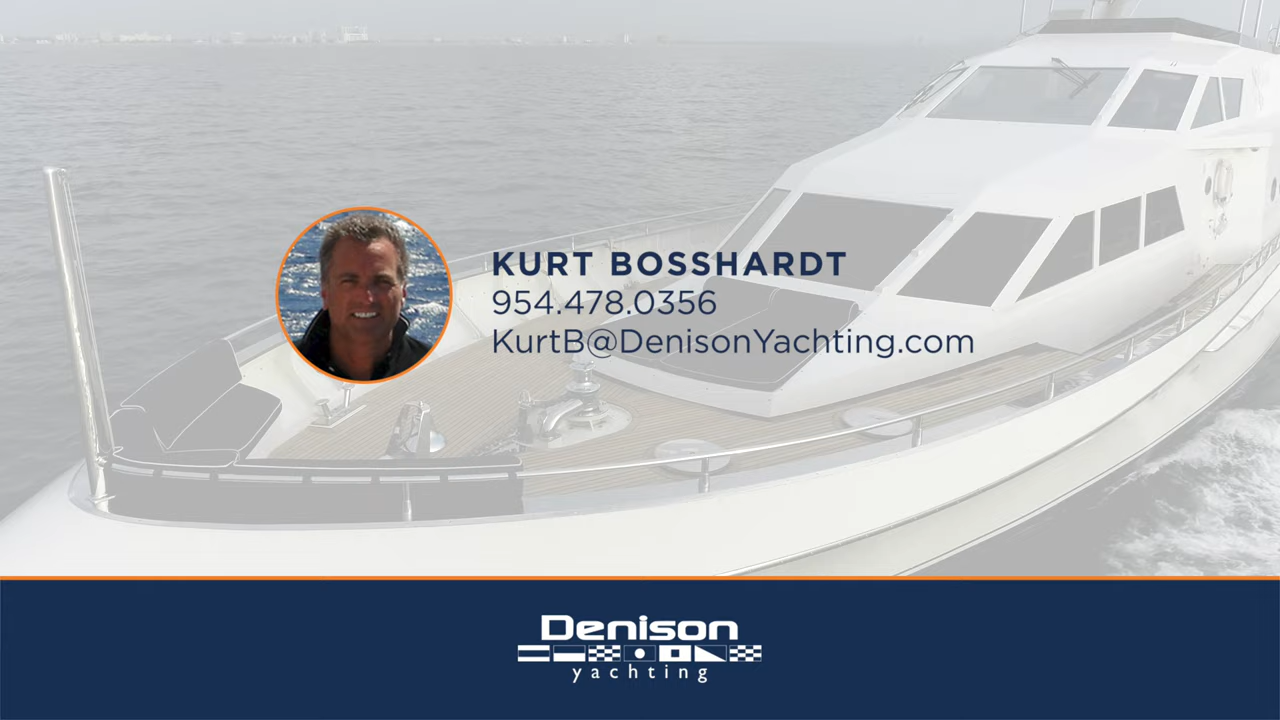 KURT BOSSHARDT
954.478.0356
KurtB@DenisonYachting.com
Denison
yachting